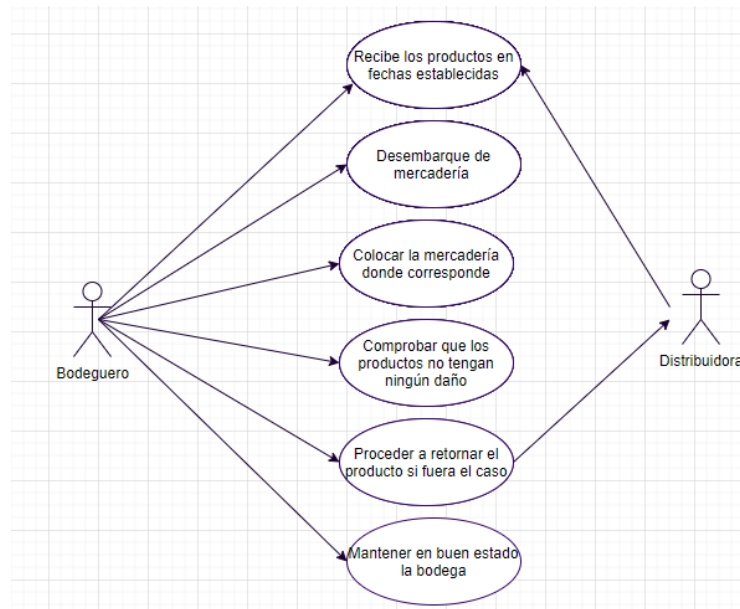 Recibe los productos en
fechas establecidas
Desembarque de
mercadería
Colocar la mercadería
donde corresponde
Bodeguero
Comprobar que los
productos no tengan
ningún daño
Distribuidora
Proceder a retornar el
producto si fuera el caso
Mantener en buen estado
la bodega